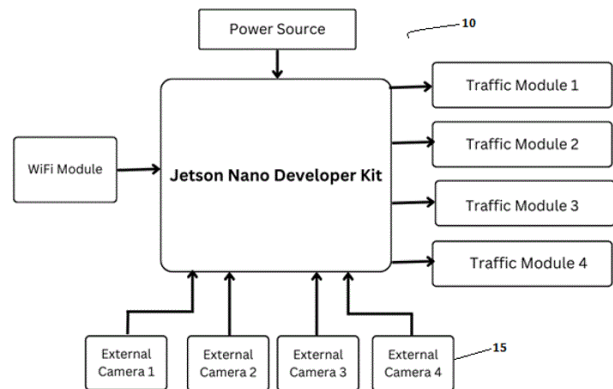 Power Source
10
Traffic Module 1
Traffic Module 2
WiFi Module
Jetson Nano Developer Kit
Traffic Module 3
Traffic Module 4
External
Camera 1
External
Camera 2
External
Camera 3
External
Camera 4
15